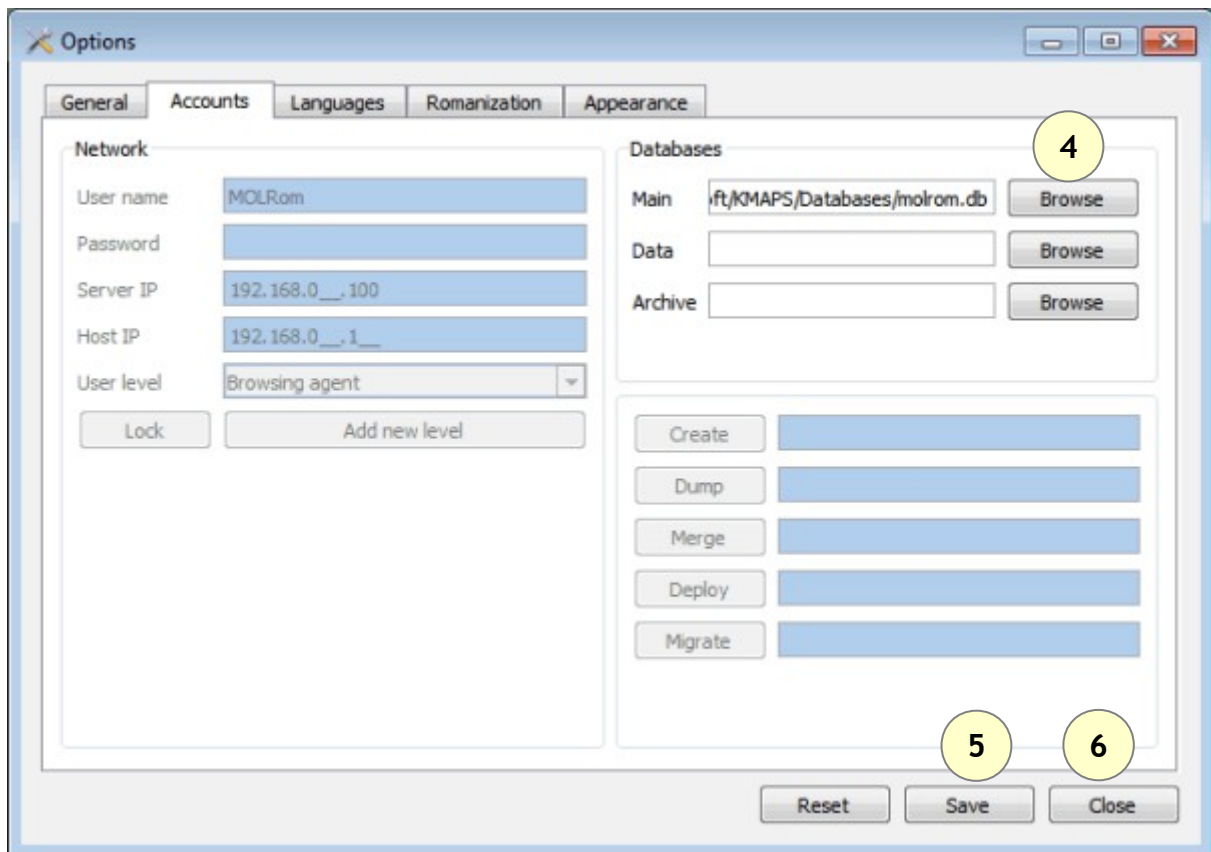 Options
General Accounts Languages Romanization Appearance
Network
User name MOLRom
Password
Server IP 192.168.0__.100
Host IP 192.168.0__.1__
User level Browsing agent
Lock Add new level
Databases 4
Main oft/KMAPS/Databases/molrom.db Browse
Data Browse
Archive Browse
Create
Dump
Merge
Deploy
Migrate
5 6
Reset Save Close